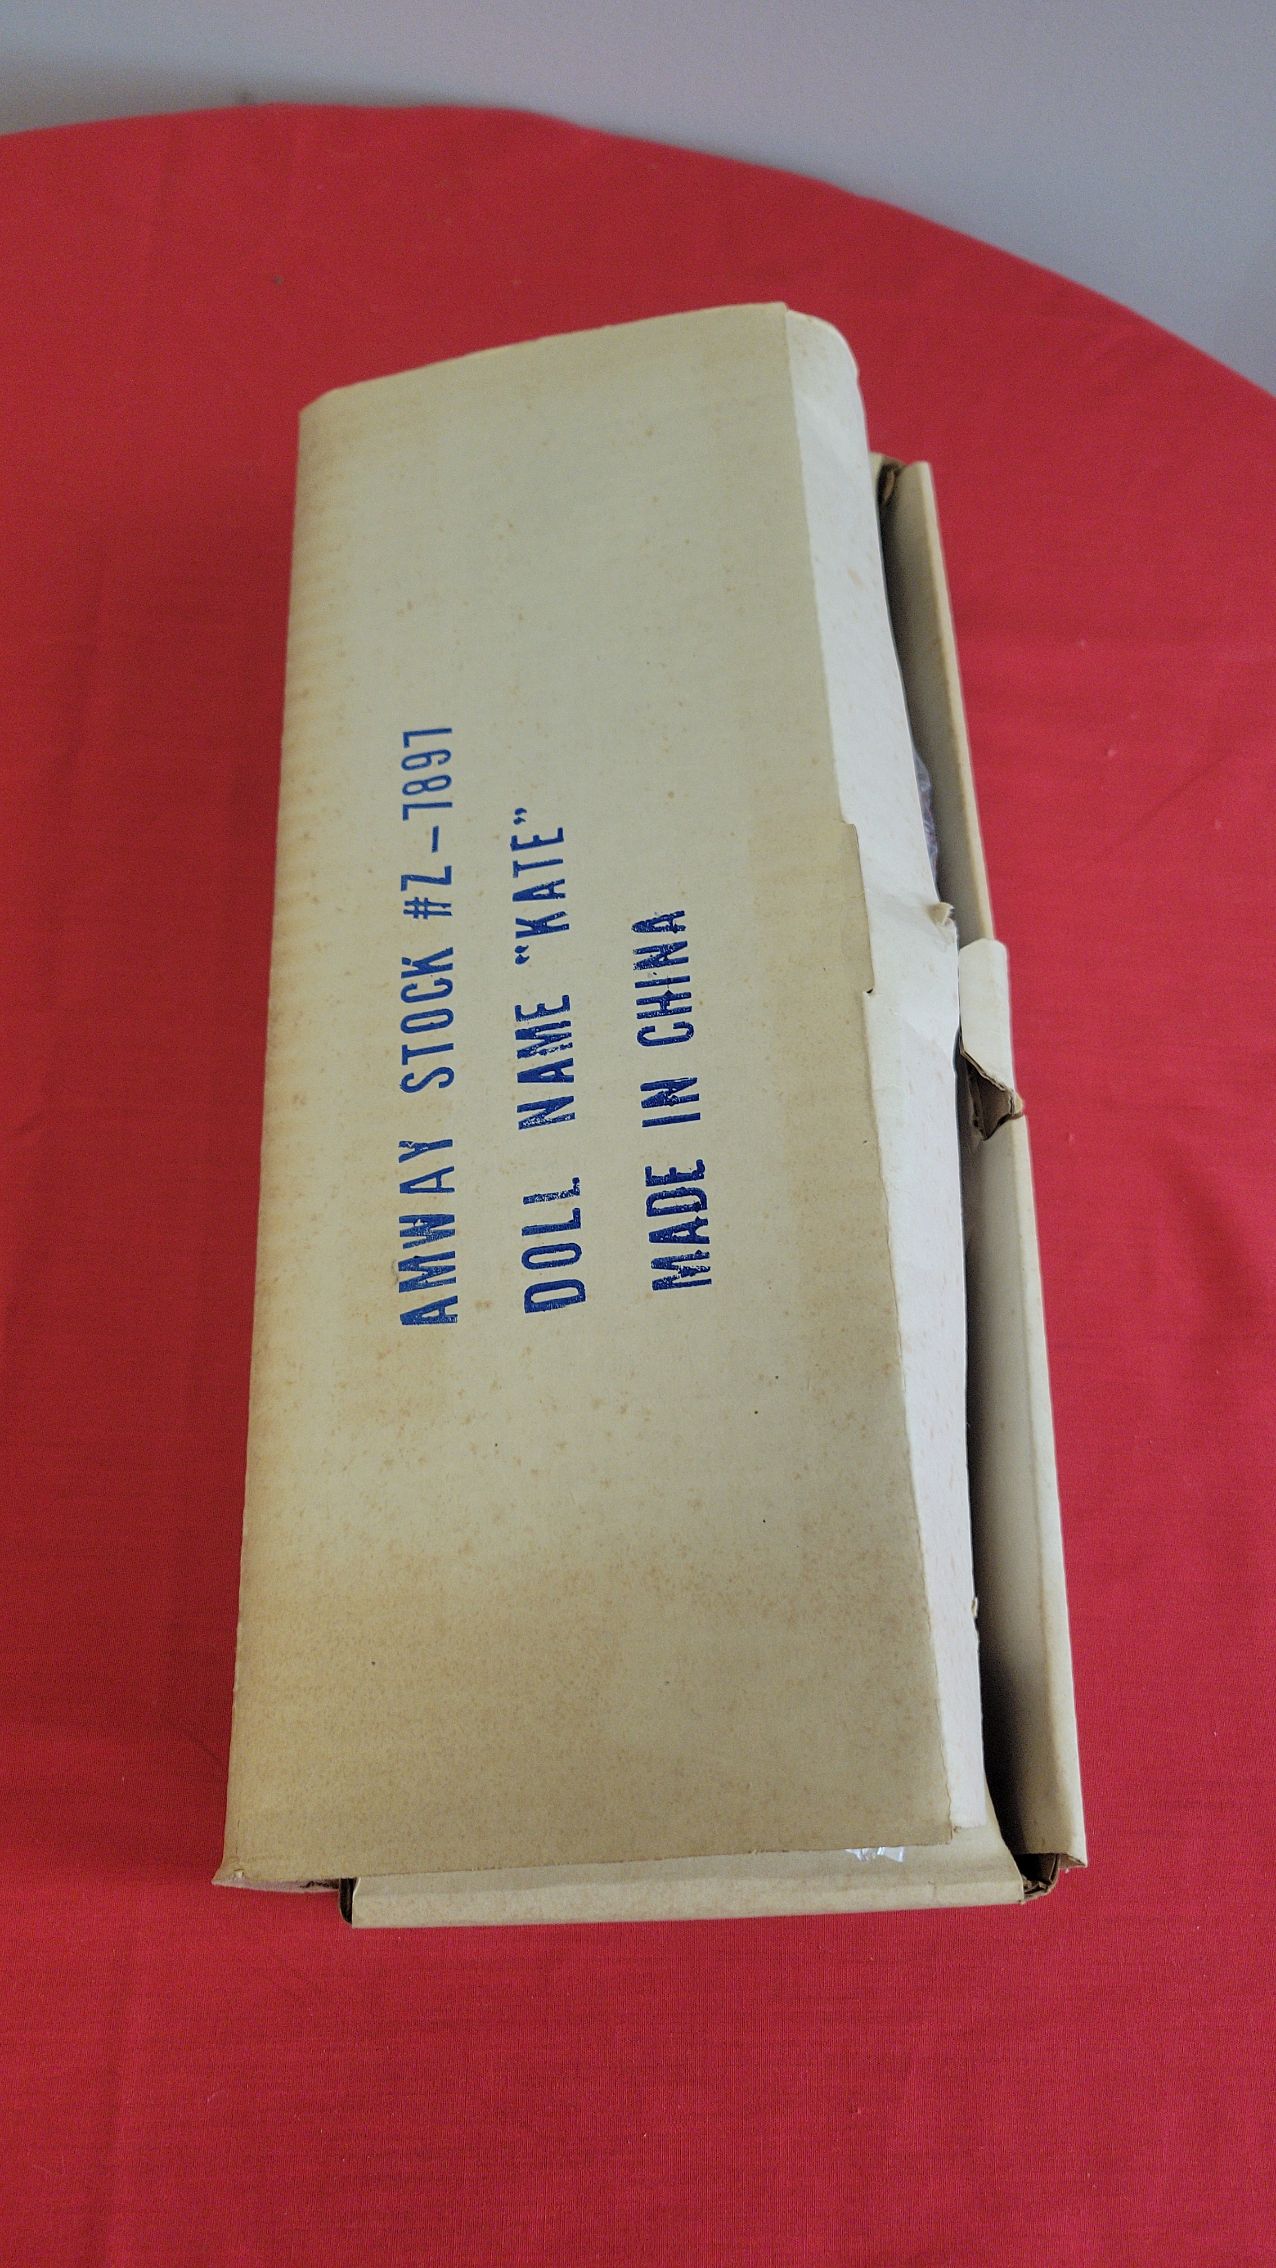 AMWAY STOCK #Z-7897
DOLL NAME "KATE"
MADE IN CHINA